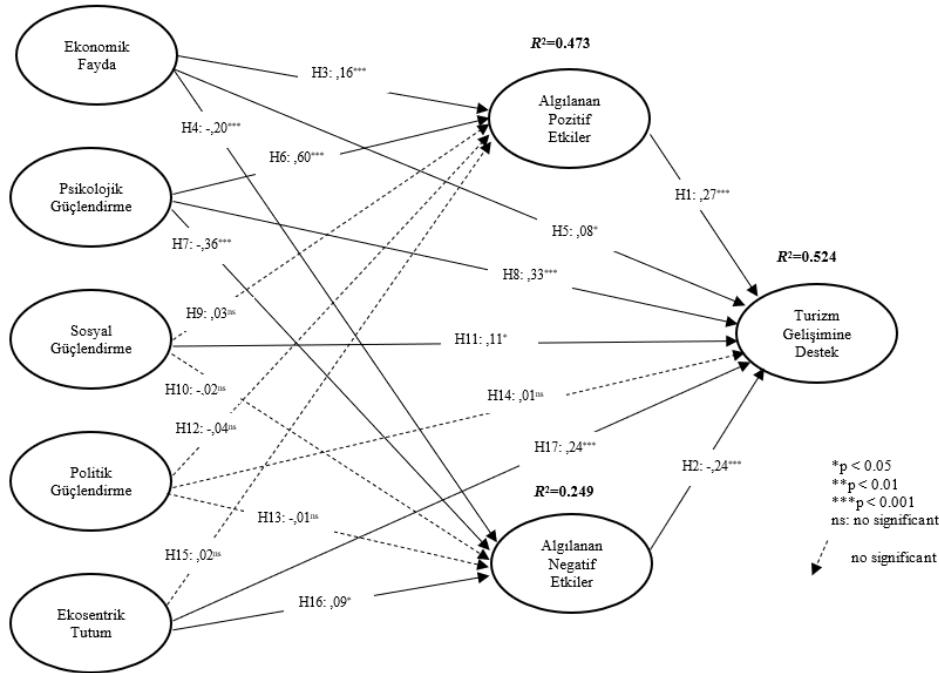 Ekonomik
Fayda
Psikolojik
Güçlendirme
Sosyal
Güçlendirme
Politik
Güçlendirme
Ekosentrik
Tutum
R²=0.473
Algılanan
Pozitif
Etkiler
R²=0.249
Algılanan
Negatif
Etkiler
R²=0.524
Turizm
Gelişimine
Destek
H3: ,16***
H4: -,20***
H6: ,60***
H1: ,27***
H5: ,08*
H7: -,36***
H8: ,33***
H9: ,03ns
H11: ,11*
H10: -.02ns
H14: ,01ns
H12: -,04ns
H17: ,24***
H2: -,24***
H13: -,01ns
H15: ,02ns
H16: ,09*
*p < 0.05
**p < 0.01
***p < 0.001
ns: no significant
no significant